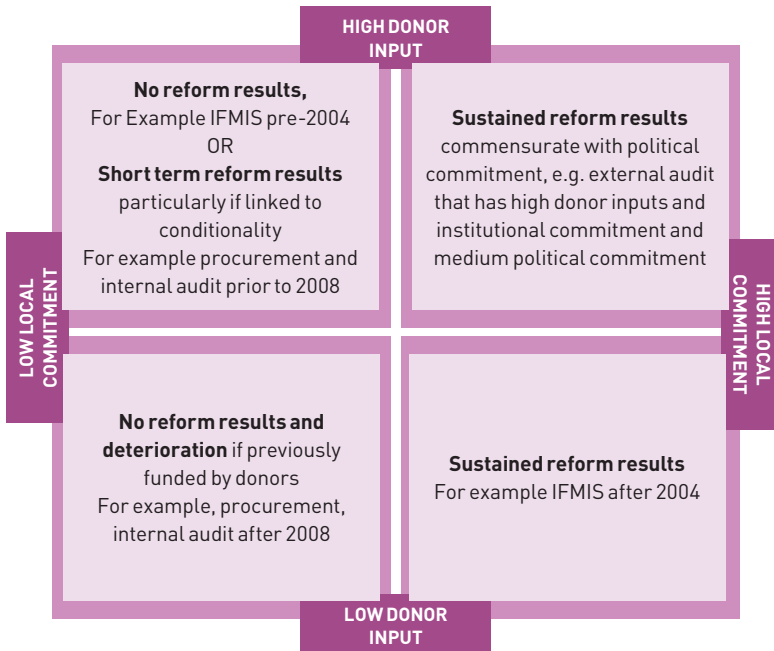 HIGH DONOR
INPUT
No reform results,
For Example IFMIS pre-2004
OR
Short term reform results
particularly if linked to
conditionality
For example procurement and
internal audit prior to 2008
Sustained reform results
commensurate with political
commitment, e.g. external audit
that has high donor inputs and
institutional commitment and
medium political commitment
LOW LOCAL
COMMITMENT
HIGH LOCAL
COMMITMENT
No reform results and
deterioration if previously
funded by donors
For example, procurement,
internal audit after 2008
Sustained reform results
For example IFMIS after 2004
LOW DONOR
INPUT